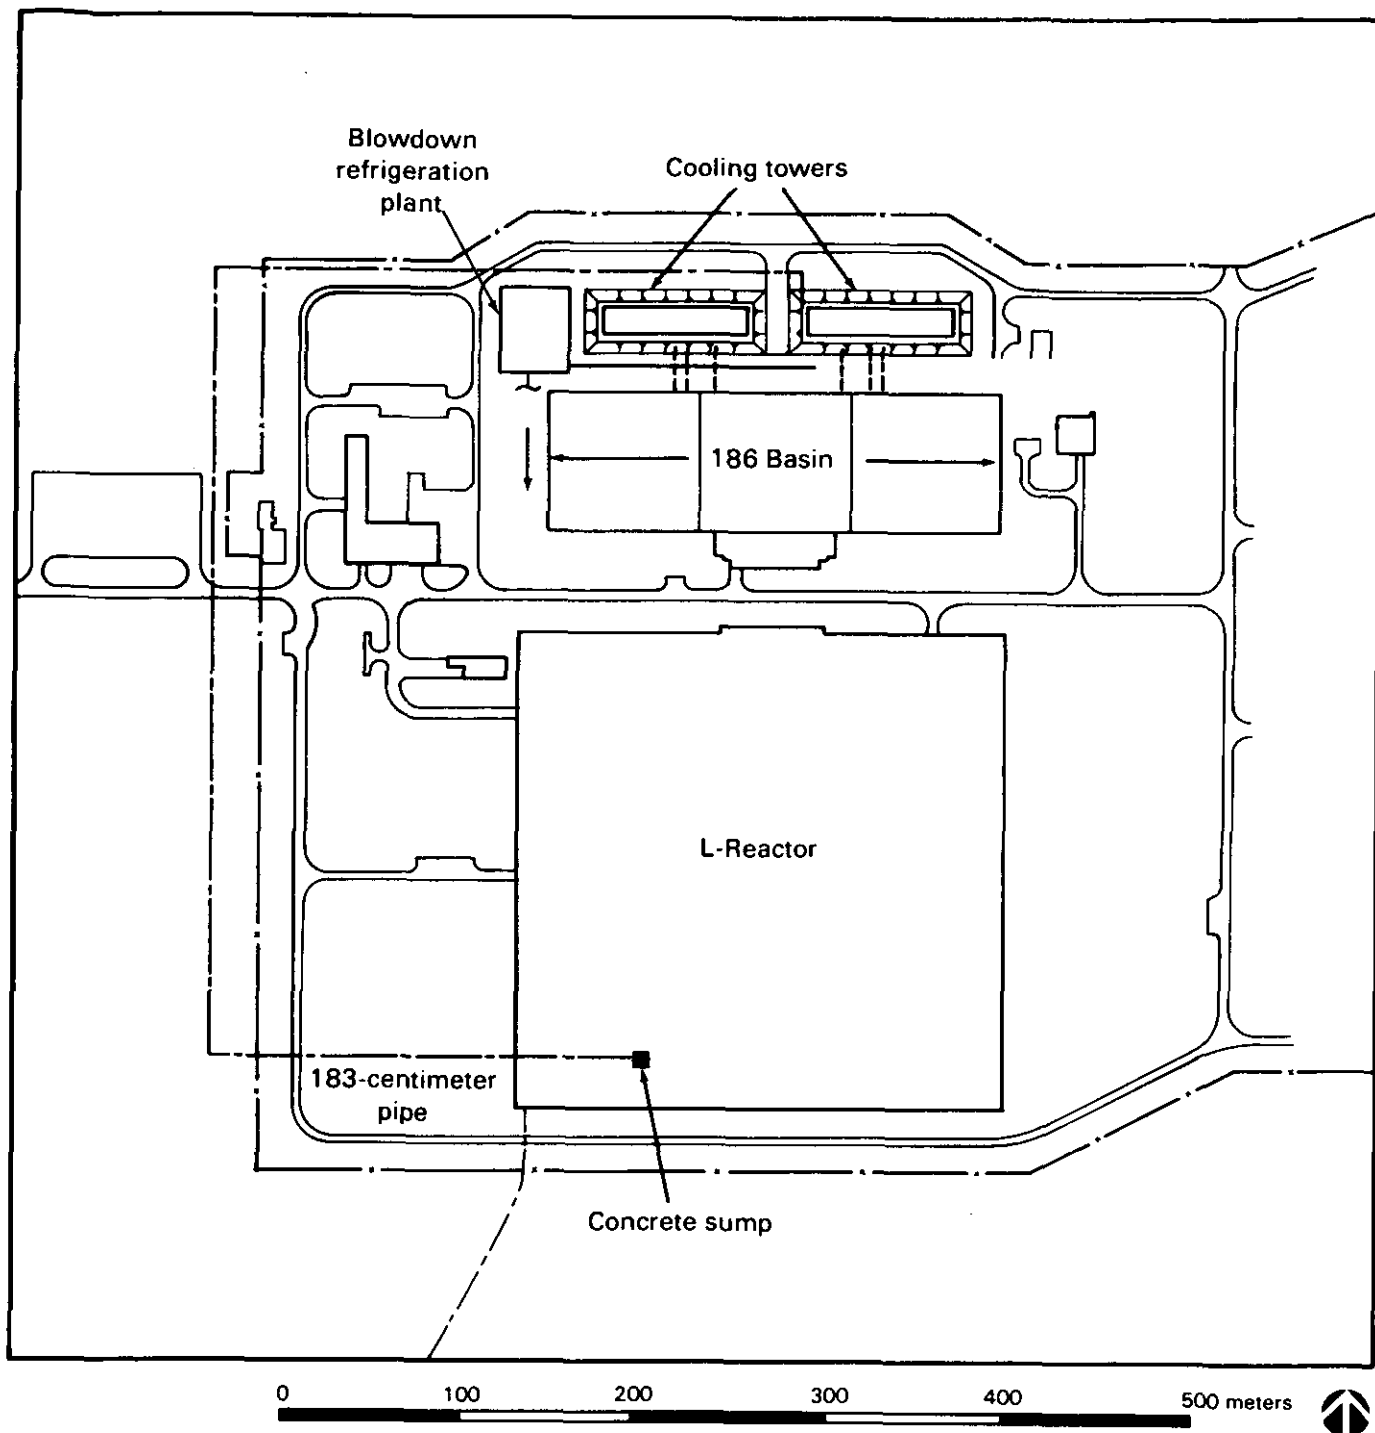 Blowdown
refrigeration
plant
Cooling towers
186 Basin
L-Reactor
183-centimeter
pipe
Concrete sump
0 100 200 300 400 500 meters